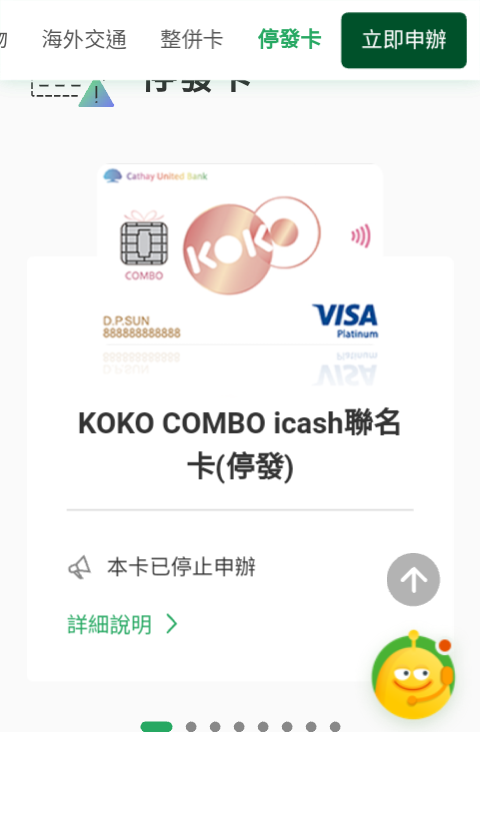 物 海外交通 整併卡 停發卡 立即申辦
停發卡
Cathay United Bank
KOKO
COMBO
D.P.SUN
888888888888
VISA
Platinum
KOKO COMBO icash聯名
卡(停發)
本卡已停止申辦
詳細說明